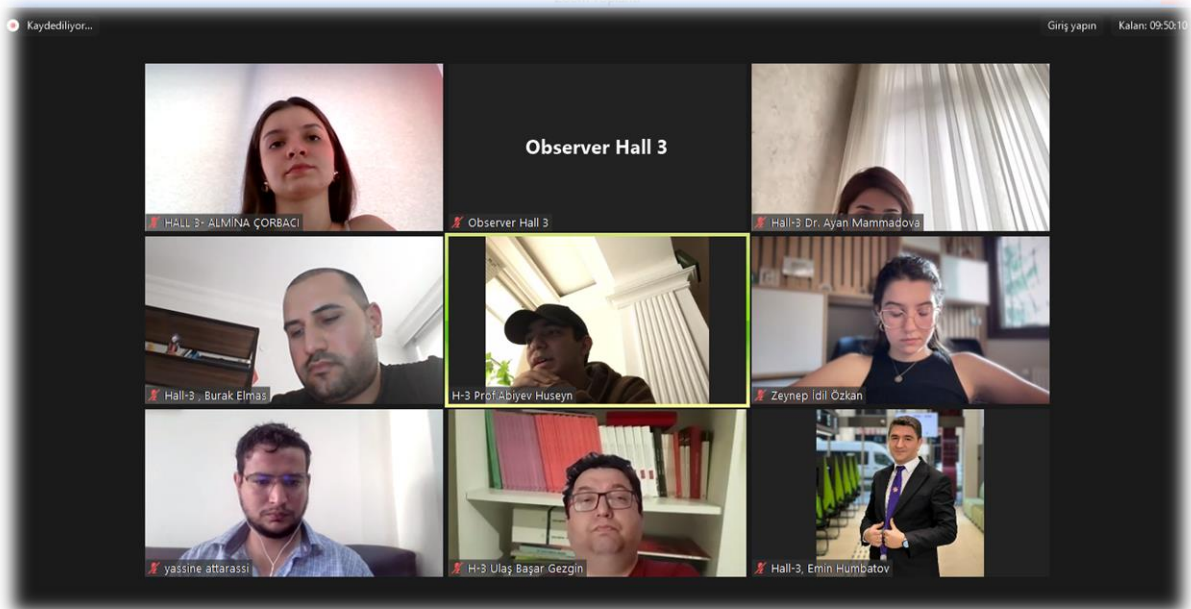 Kaydediliyor...
Giriş yapın
Kalan: 09:50:10
Observer Hall 3
HALL 3- ALMİNA ÇORBACI
Observer Hall 3
Hall-3 Dr. Ayan Mammadova
Hall-3 , Burak Elmas
H-3 Prof.Abiyev Huseyn
Zeynep İdil Özkan
yassine attarassi
H-3 Ulaş Başar Gezgin
Hall-3, Emin Humbatov